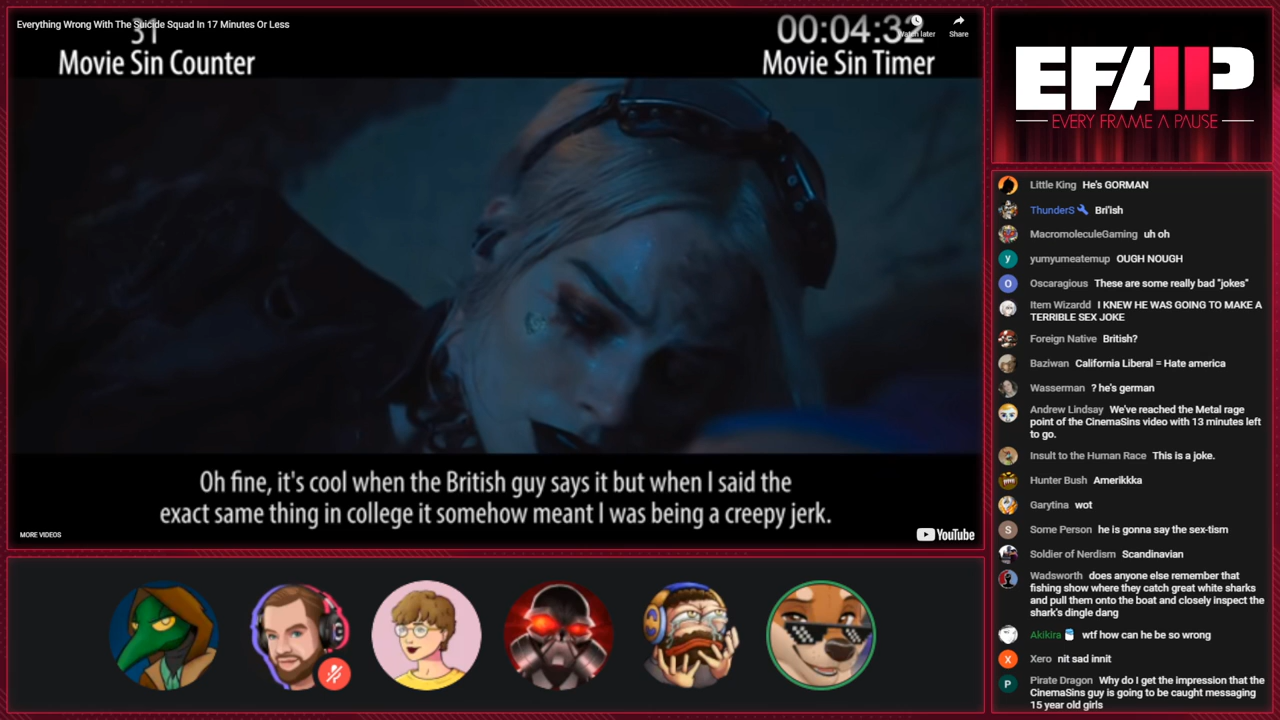 Everything Wrong With The Suicide Squad In 17 Minutes Or Less
31
Movie Sin Counter
00:04:32
Movie Sin Timer
Watch later
Share
Oh fine, it's cool when the British guy says it but when I said the
exact same thing in college it somehow meant I was being a creepy jerk.
MORE VIDEOS
YouTube
EFAP
EVERY FRAME A PAUSE
Little King He's GORMAN
ThunderS Bri'ish
MacromoleculeGaming uh oh
y
yumyumeatemup OUGH NOUGH
O
Oscaragious These are some really bad "jokes"
Item Wizardd I KNEW HE WAS GOING TO MAKE A
TERRIBLE SEX JOKE
Foreign Native British?
Baziwan California Liberal = Hate america
Wasserman ? he's german
Andrew Lindsay We've reached the Metal rage
point of the CinemaSins video with 13 minutes left
to go.
Insult to the Human Race This is a joke.
Hunter Bush Amerikkka
Garytina wot
S
Some Person he is gonna say the sex-tism
Soldier of Nerdism Scandinavian
Wadsworth does anyone else remember that
fishing show where they catch great white sharks
and pull them onto the boat and closely inspect the
shark's dingle dang
Akikira wtf how can he be so wrong
X
Xero nit sad innit
P
Pirate Dragon Why do I get the impression that the
CinemaSins guy is going to be caught messaging
15 year old girls